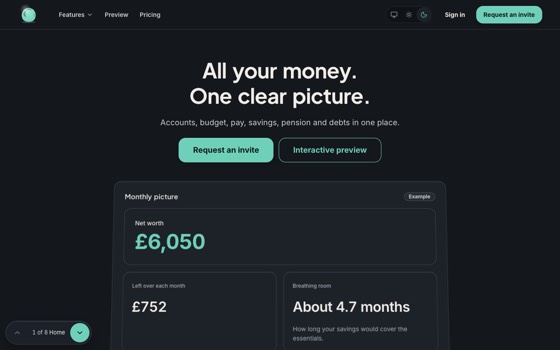 Features
Preview
Pricing
Sign in
Request an invite
All your money.
One clear picture.
Accounts, budget, pay, savings, pension and debts in one place.
Request an invite
Interactive preview
Monthly picture
Example
Net worth
£6,050
Left over each month
£752
Breathing room
About 4.7 months
How long your savings would cover the
essentials.
1 of 8 Home